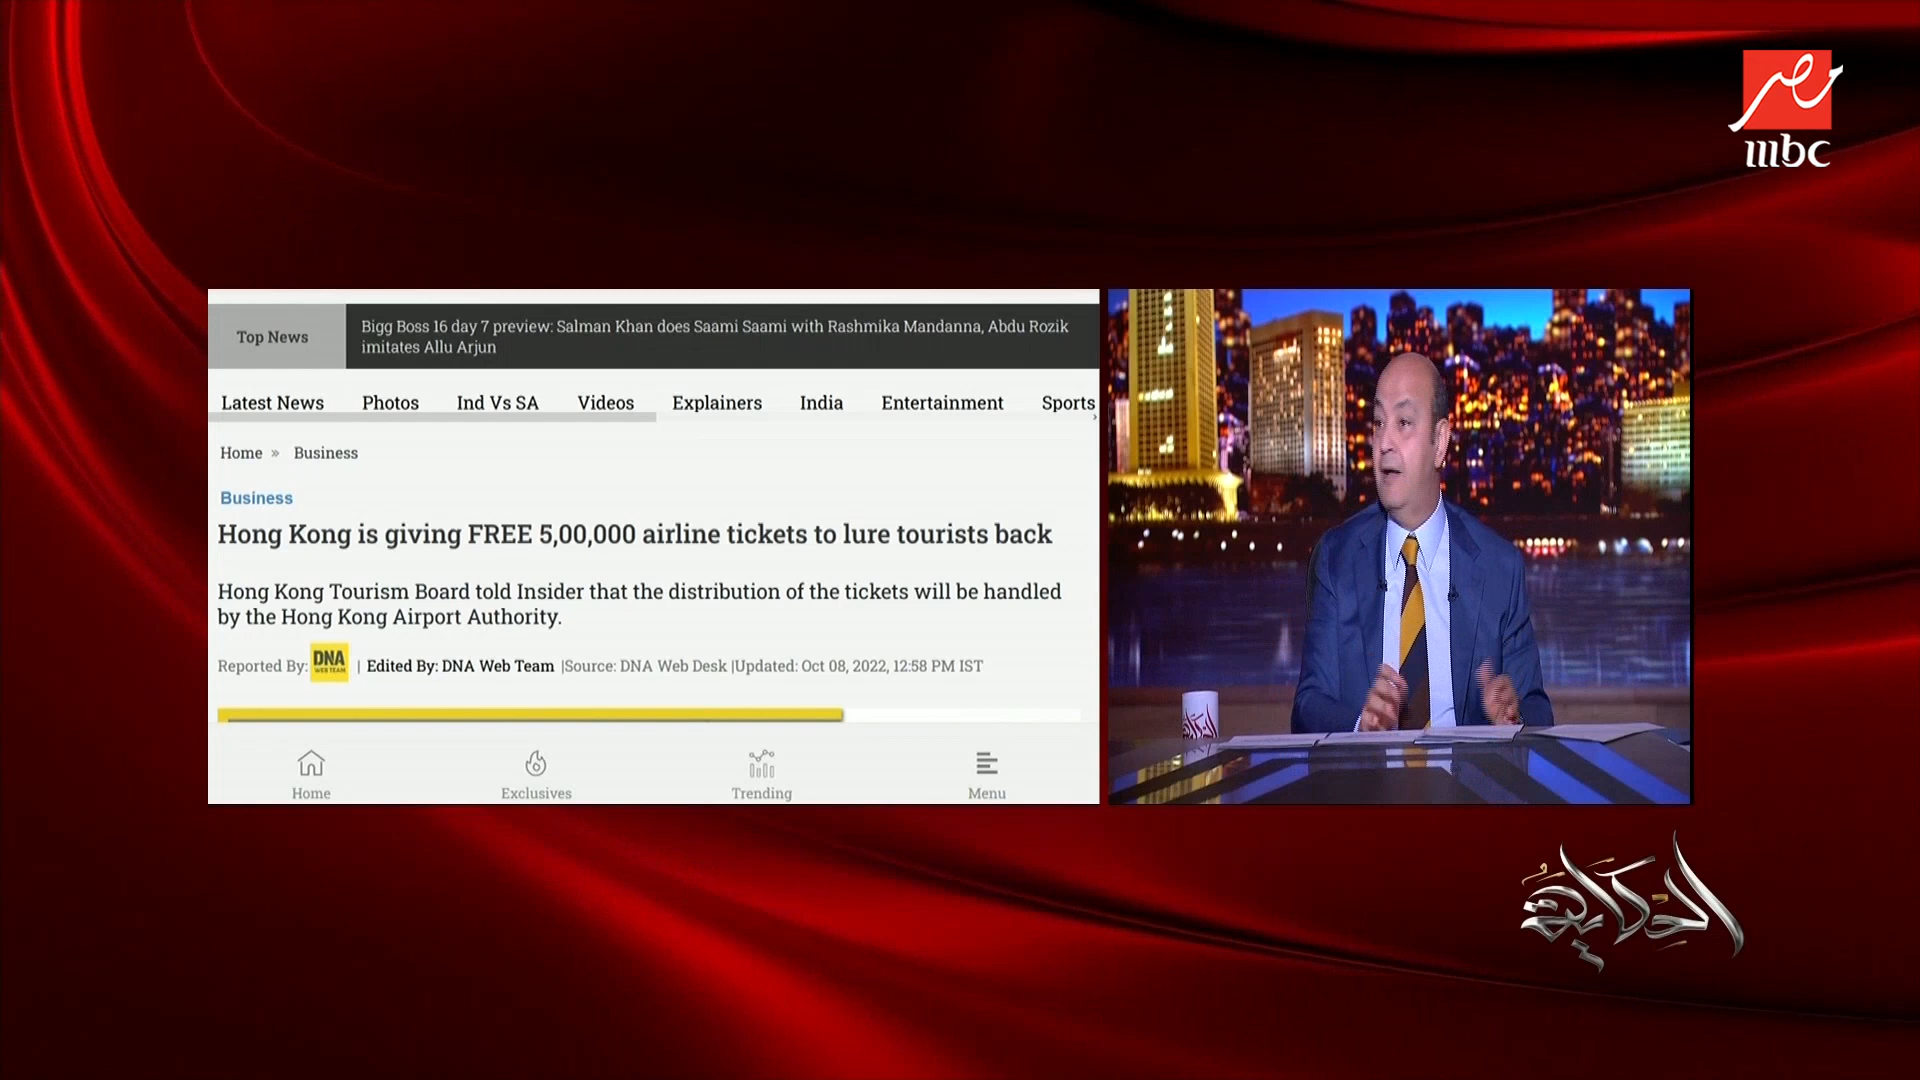 مصر
mbc
Top News
Bigg Boss 16 day 7 preview: Salman Khan does Saami Saami with Rashmika Mandanna, Abdu Rozik
imitates Allu Arjun
Latest News Photos Ind Vs SA Videos Explainers India Entertainment Sports
Home » Business
Business
Hong Kong is giving FREE 5,00,000 airline tickets to lure tourists back
Hong Kong Tourism Board told Insider that the distribution of the tickets will be handled
by the Hong Kong Airport Authority.
Reported By: DNA WEB TEAM | Edited By: DNA Web Team |Source: DNA Web Desk |Updated: Oct 08, 2022, 12:58 PM IST
Home Exclusives Trending Menu
الحكاية
الحكاية